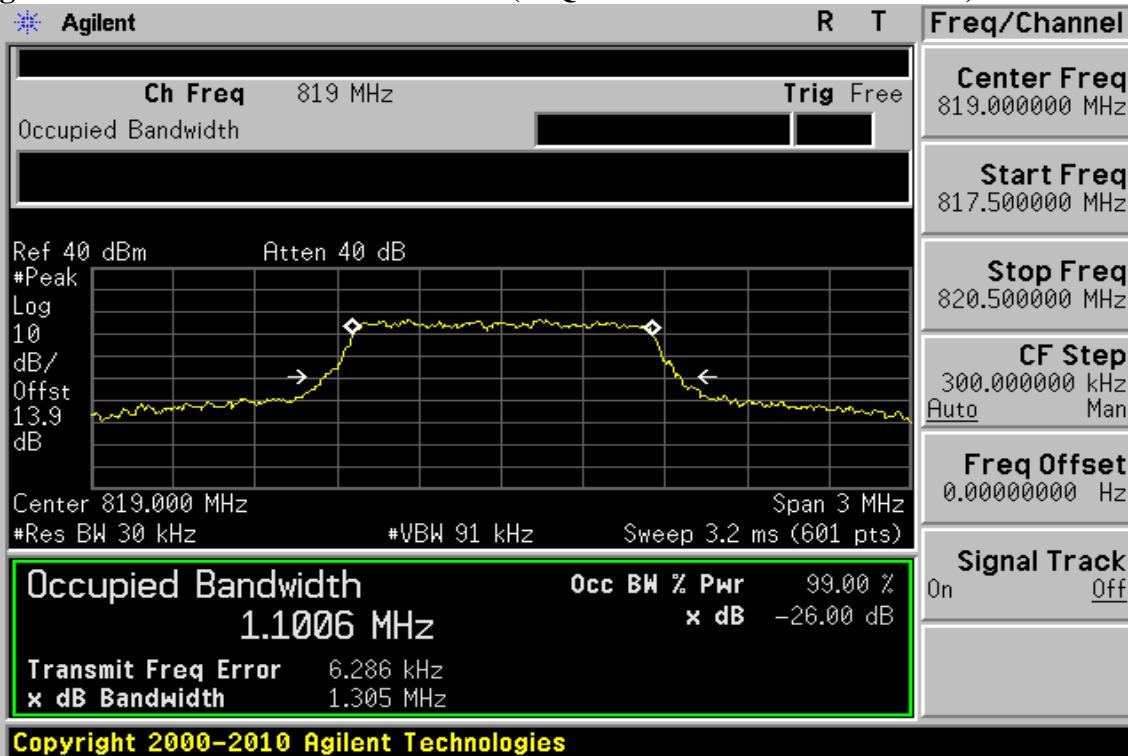 Agilent
R T
Freq/Channel
Ch Freq 819 MHz
Trig Free
Occupied Bandwidth
Center Freq
819.000000 MHz
Start Freq
817.500000 MHz
Stop Freq
820.500000 MHz
CF Step
300.000000 kHz
Auto Man
Freq Offset
0.00000000 Hz
Signal Track
On Off
Ref 40 dBm
Atten 40 dB
#Peak
Log
10
dB/
Offst
13.9
dB
Center 819.000 MHz
Span 3 MHz
#Res BW 30 kHz
#VBW 91 kHz
Sweep 3.2 ms (601 pts)
Occupied Bandwidth
1.1006 MHz
Occ BW % Pwr 99.00 %
x dB -26.00 dB
Transmit Freq Error 6.286 kHz
x dB Bandwidth 1.305 MHz
Copyright 2000-2010 Agilent Technologies